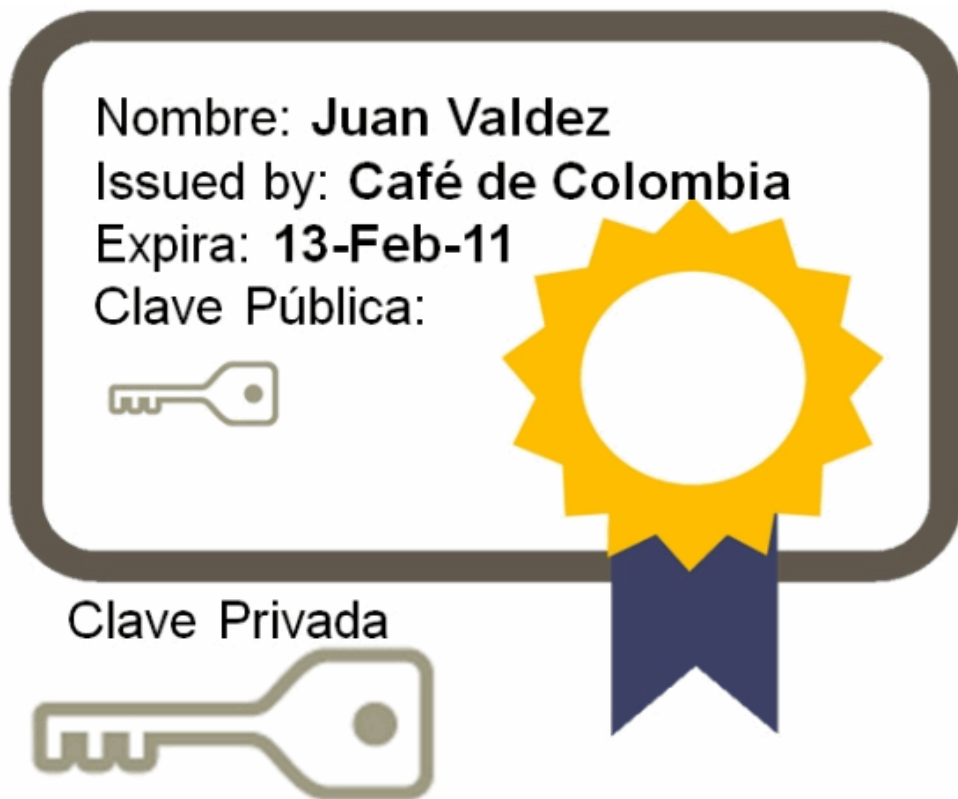 Nombre: Juan Valdez
Issued by: Café de Colombia
Expira: 13-Feb-11
Clave Pública:
Clave Privada